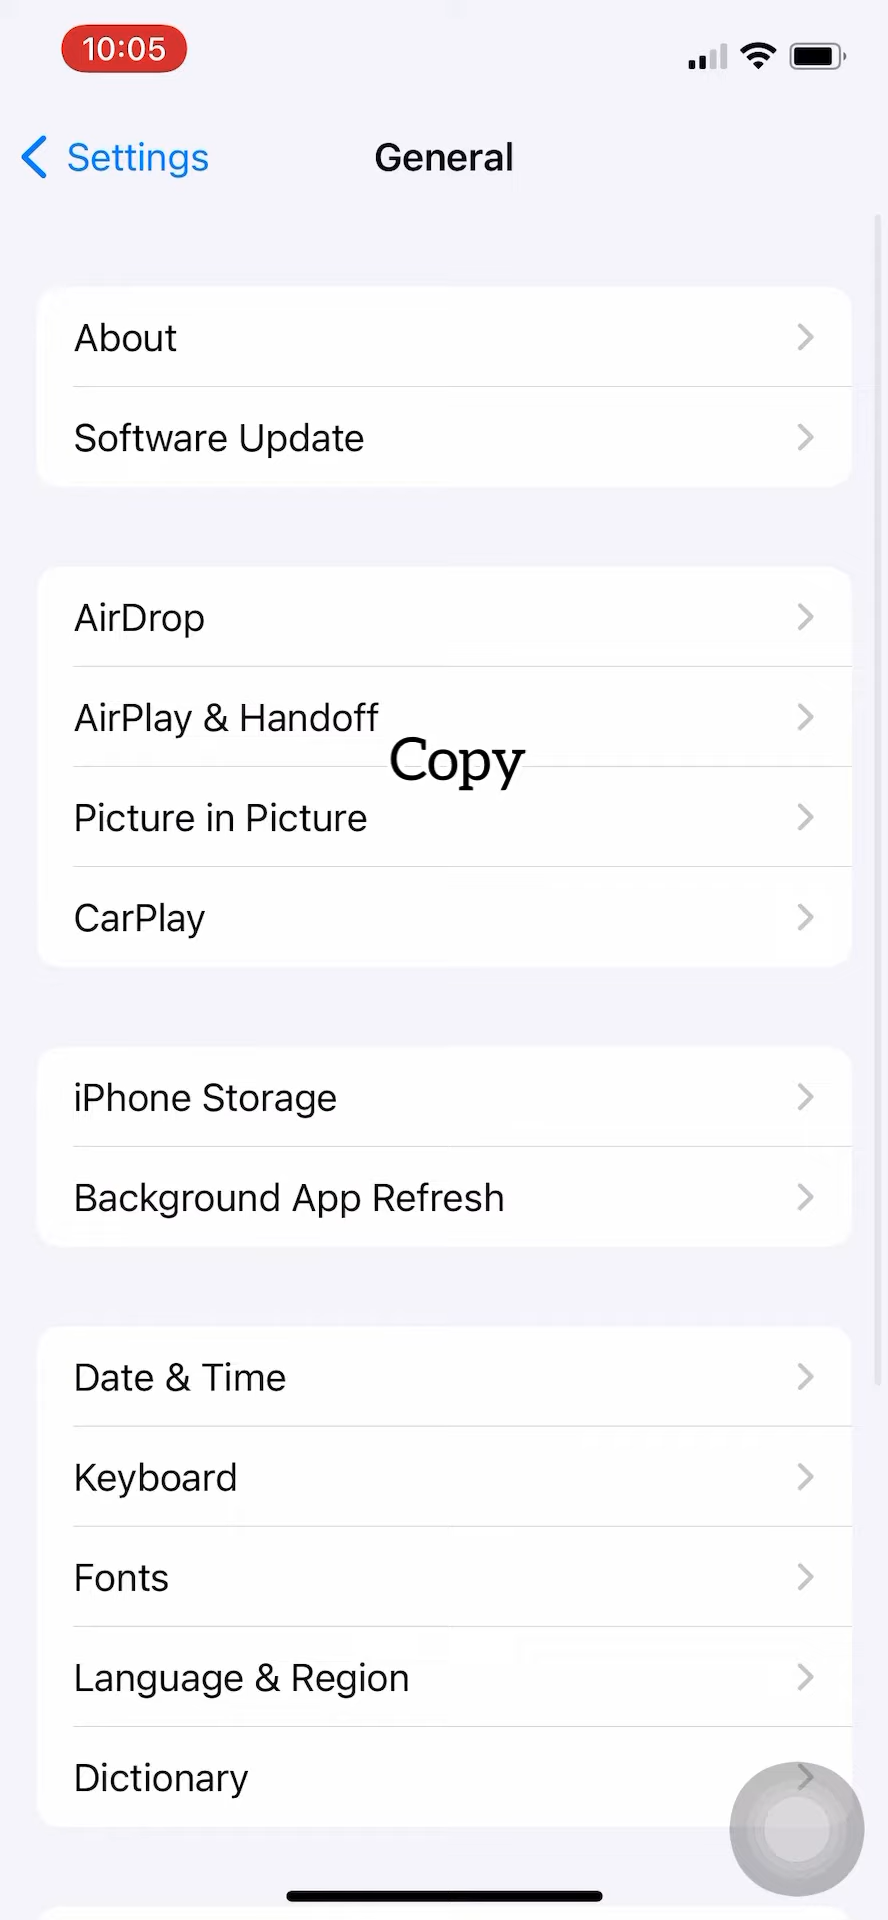 10:05
Settings
General
About
Software Update
AirDrop
AirPlay & Handoff
Copy
Picture in Picture
CarPlay
iPhone Storage
Background App Refresh
Date & Time
Keyboard
Fonts
Language & Region
Dictionary